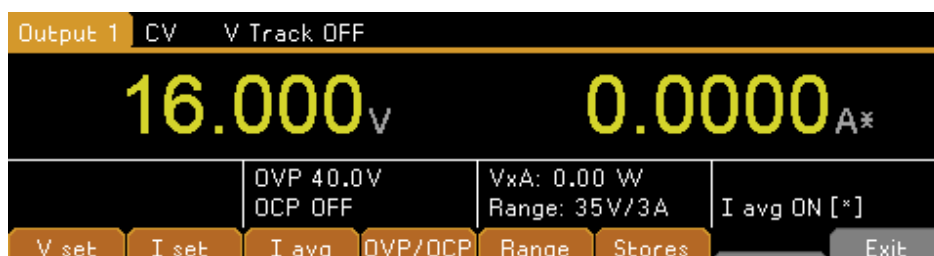 Output 1 CV V Track OFF
16.000V 0.0000A*
OVP 40.0V VxA: 0.00 W
OCP OFF Range: 35V/3A I avg ON [*]
V set I set I avg OVP/OCP Range Stores Exit